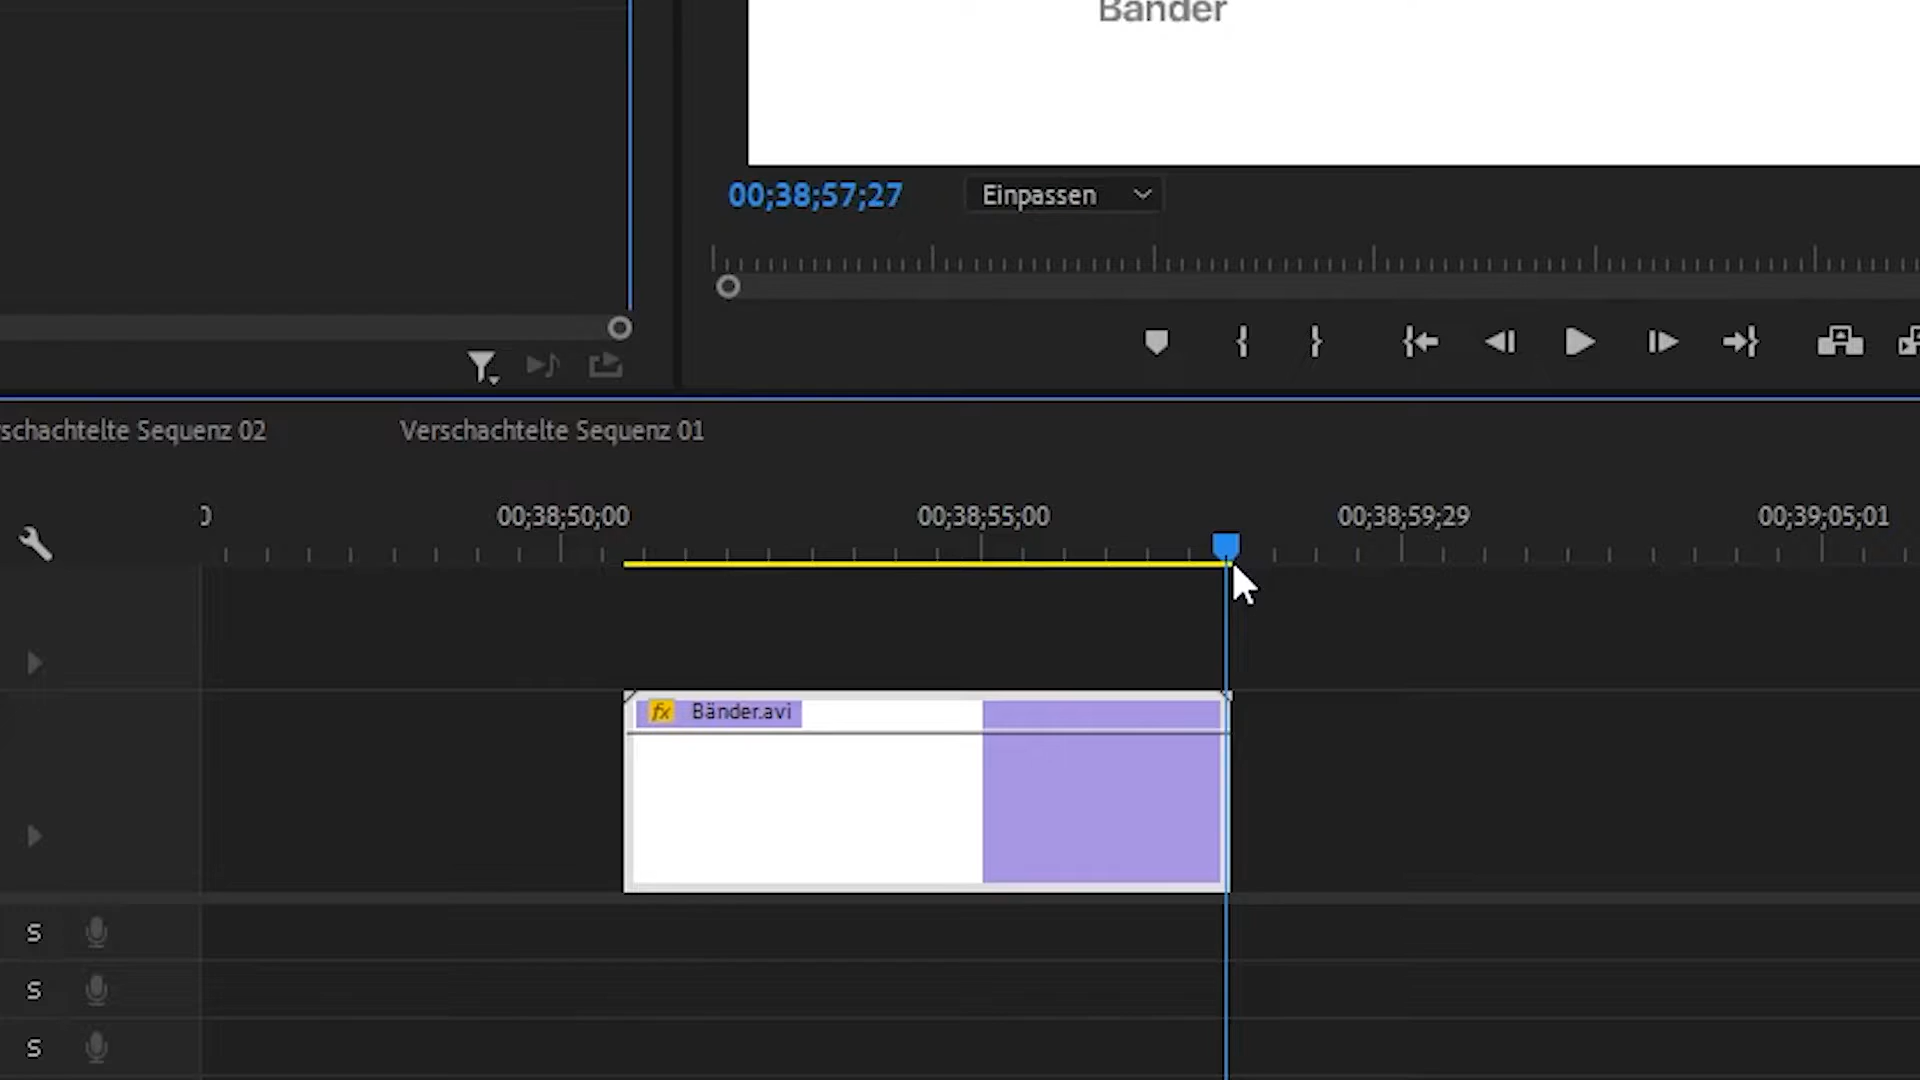 Bänder
00;38;57;27
Einpassen
schachtelte Sequenz 02
Verschachtelte Sequenz 01
00;38;50;00
00;38;55;00
00;38;59;29
00;39;05;01
fx Bänder.avi
S
S
S